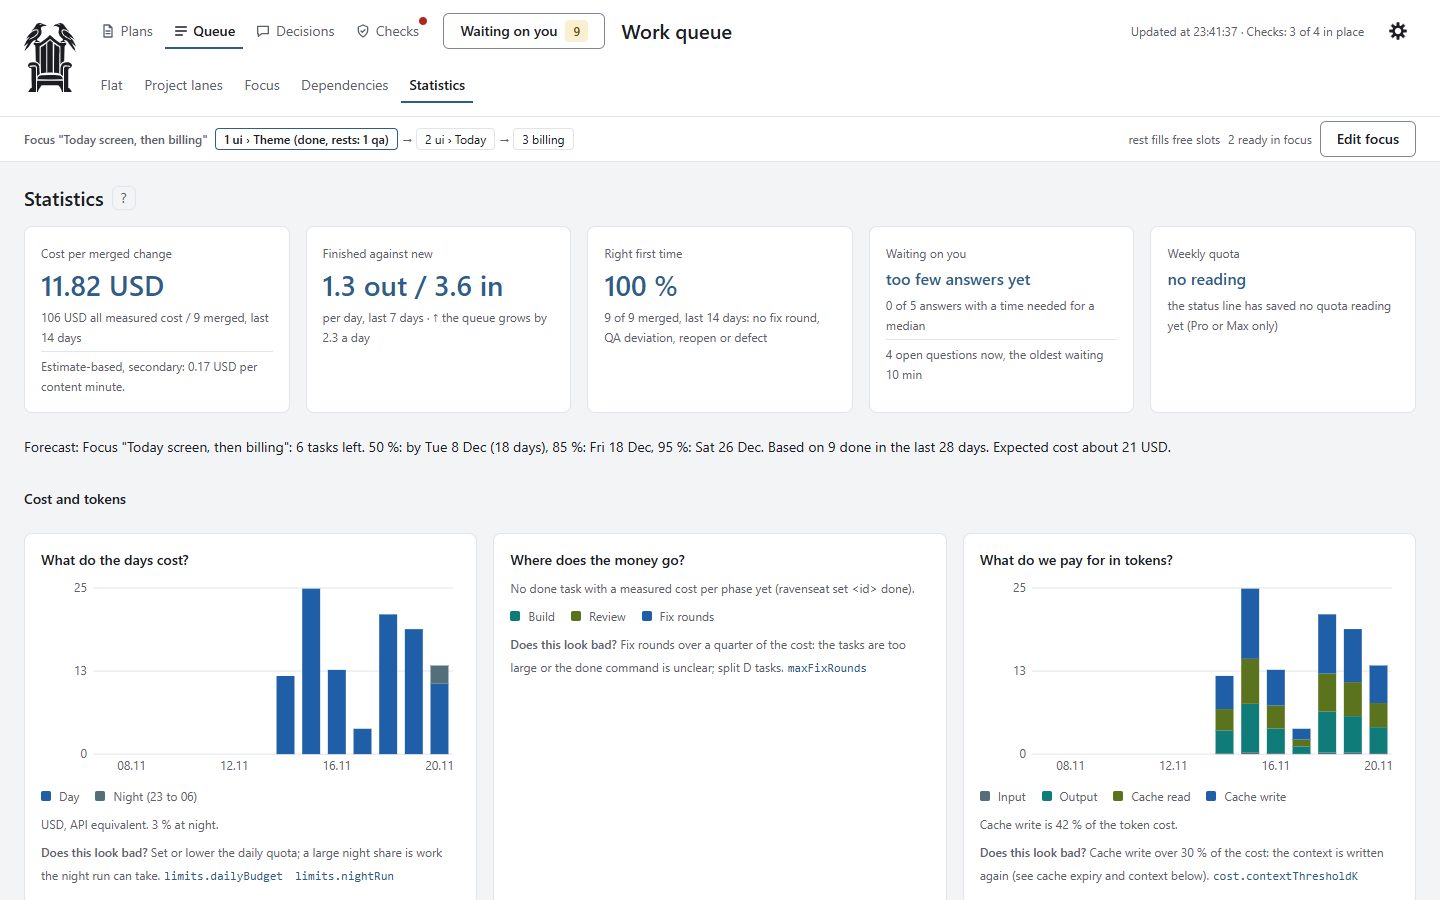 Plans
Queue
Decisions
Checks
Waiting on you 9
Work queue
Updated at 23:41:37 · Checks: 3 of 4 in place
Flat
Project lanes
Focus
Dependencies
Statistics
Focus "Today screen, then billing"
1 ui › Theme (done, rests: 1 qa)
→
2 ui › Today
→
3 billing
rest fills free slots
2 ready in focus
Edit focus
Statistics ?
Cost per merged change
11.82 USD
106 USD all measured cost / 9 merged, last
14 days
Estimate-based, secondary: 0.17 USD per
content minute.
Finished against new
1.3 out / 3.6 in
per day, last 7 days · ↑ the queue grows by
2.3 a day
Right first time
100 %
9 of 9 merged, last 14 days: no fix round,
QA deviation, reopen or defect
Waiting on you
too few answers yet
0 of 5 answers with a time needed for a
median
4 open questions now, the oldest waiting
10 min
Weekly quota
no reading
the status line has saved no quota reading
yet (Pro or Max only)
Forecast: Focus "Today screen, then billing": 6 tasks left. 50 %: by Tue 8 Dec (18 days), 85 %: Fri 18 Dec, 95 %: Sat 26 Dec. Based on 9 done in the last 28 days. Expected cost about 21 USD.
Cost and tokens
What do the days cost?
25
13
0
08.11
12.11
16.11
20.11
Day
Night (23 to 06)
USD, API equivalent. 3 % at night.
Does this look bad? Set or lower the daily quota; a large night share is work
the night run can take. limits.dailyBudget limits.nightRun
Where does the money go?
No done task with a measured cost per phase yet (ravenseat set <id> done).
Build
Review
Fix rounds
Does this look bad? Fix rounds over a quarter of the cost: the tasks are too
large or the done command is unclear; split D tasks. maxFixRounds
What do we pay for in tokens?
25
13
0
08.11
12.11
16.11
20.11
Input
Output
Cache read
Cache write
Cache write is 42 % of the token cost.
Does this look bad? Cache write over 30 % of the cost: the context is written
again (see cache expiry and context below). cost.contextThresholdK